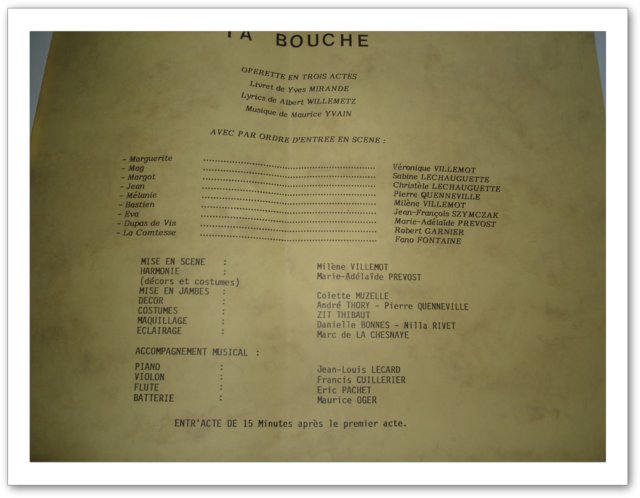 TA BOUCHE
OPERETTE EN TROIS ACTES
Livret de Yves MIRANDE
Lyrics de Albert WILLEMETZ
Musique de Maurice YVAIN
AVEC PAR ORDRE D'ENTREE EN SCENE :
- Marguerite ........ Véronique VILLEMOT
- Mag ........ Sabine LECHAUGUETTE
- Margot ........ Christèle LECHAUGUETTE
- Jean ........ Pierre QUENNEVILLE
- Mélanie ........ Milène VILLEMOT
- Bastien ........ Jean-François SZYMCZAK
- Eva ........ Marie-Adélaïde PREVOST
- Dupas de Vis ........ Robert GARNIER
- La Comtesse ........ Fano FONTAINE
MISE EN SCENE : Milène VILLEMOT
HARMONIE : Marie-Adélaïde PREVOST
(décors et costumes)
MISE EN JAMBES : Colette MUZELLE
DECOR : André THORY - Pierre QUENNEVILLE
COSTUMES : ZIT THIBAUT
MAQUILLAGE : Danielle BONNES - Nilla RIVET
ECLAIRAGE : Marc de LA CHESNAYE
ACCOMPAGNEMENT MUSICAL :
PIANO : Jean-Louis LECARD
VIOLON : Francis CUILLERIER
FLUTE : Eric PACHET
BATTERIE : Maurice OGER
ENTR'ACTE DE 15 Minutes après le premier acte.